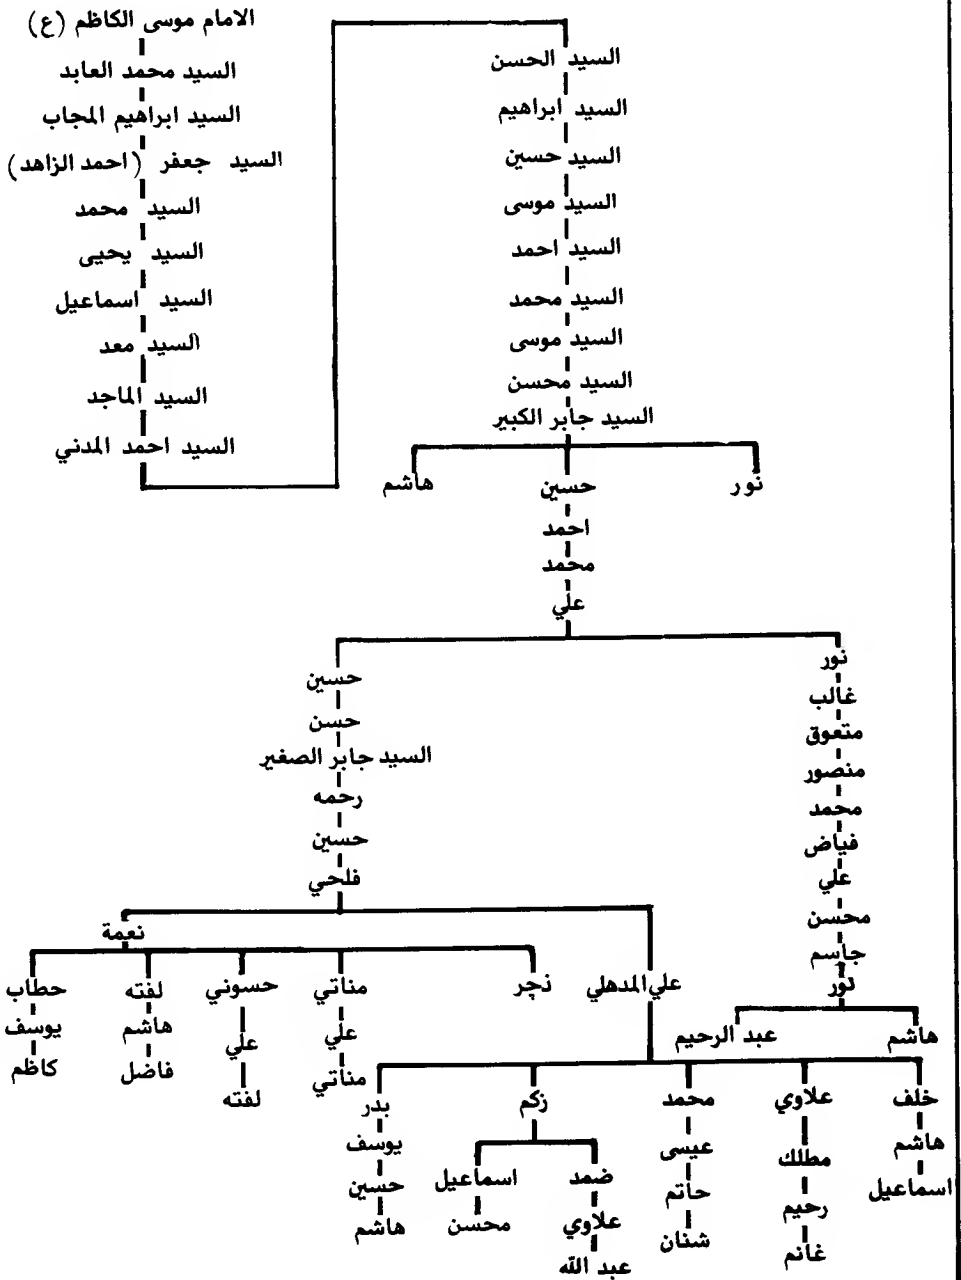 الامام موسى الكاظم (ع)
السيد محمد العابد
السيد ابراهيم المجاب
السيد جعفر (احمد الزاهد)
السيد محمد
السيد يحيى
السيد اسماعيل
السيد معد
السيد الماجد
السيد احمد المدني
السيد الحسن
السيد ابراهيم
السيد حسين
السيد موسى
السيد احمد
السيد محمد
السيد موسى
السيد محسن
السيد جابر الكبير
نور حسين هاشم
احمد
محمد
علي
نور
غالب
متعوق
منصور
محمد
فياض
علي
محسن
جاسم
نور
هاشم عبد الرحيم
حسين
حسن
السيد جابر الصغير
رحمه
حسين
فلحي
علي المدهلي نعمة
نجر مناتي حسوني لفته حطاب
علي علي هاشم يوسف
مناتي لفته فاضل كاظم
خلف علاوي محمد زكم بدر
هاشم مطلك عيسى ضمد اسماعيل يوسف
اسماعيل رحيم حاتم علاوي محسن حسين
غانم شنان عبد الله هاشم